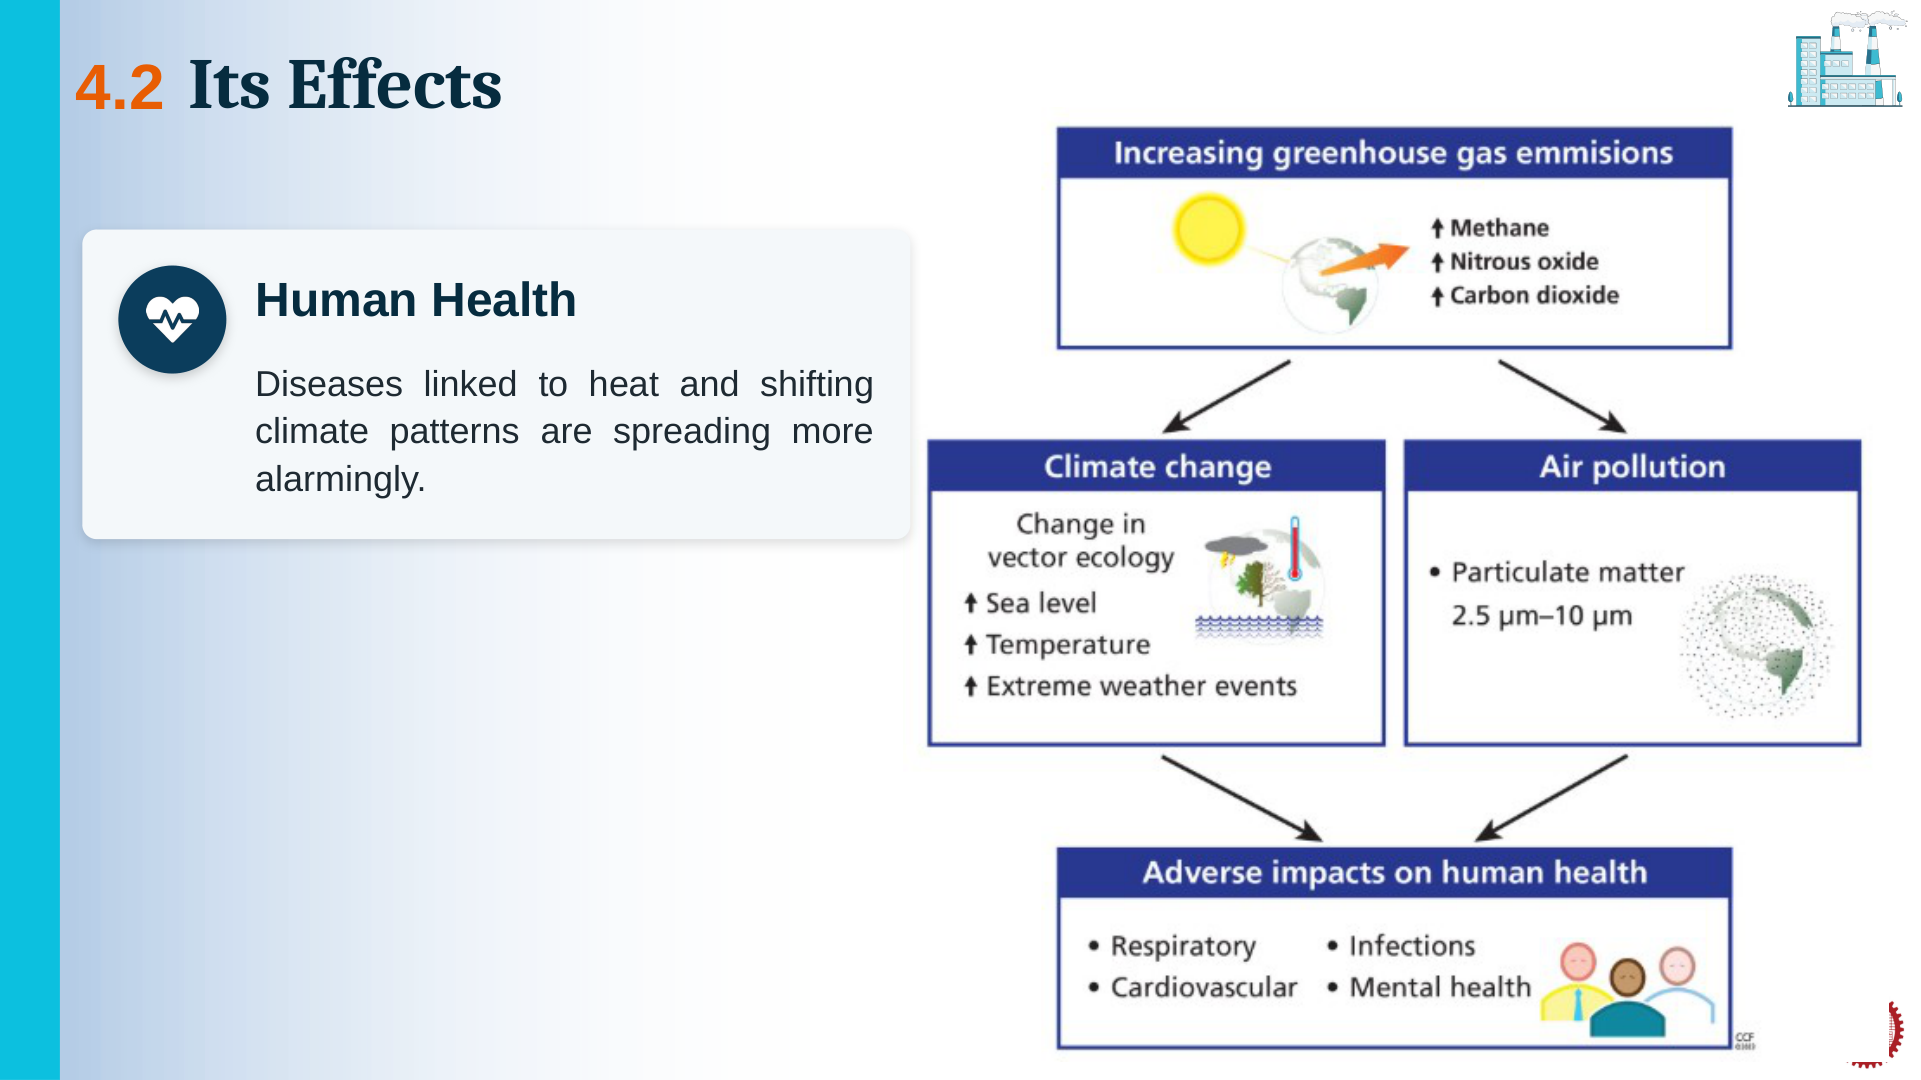 4.2 Its Effects
Human Health
Diseases linked to heat and shifting
climate patterns are spreading more
alarmingly.
Increasing greenhouse gas emmisions
Methane
Nitrous oxide
Carbon dioxide
Climate change
Change in
vector ecology
Sea level
Temperature
Extreme weather events
Air pollution
• Particulate matter
2.5 µm–10 µm
Adverse impacts on human health
• Respiratory
• Cardiovascular
• Infections
• Mental health
CCF